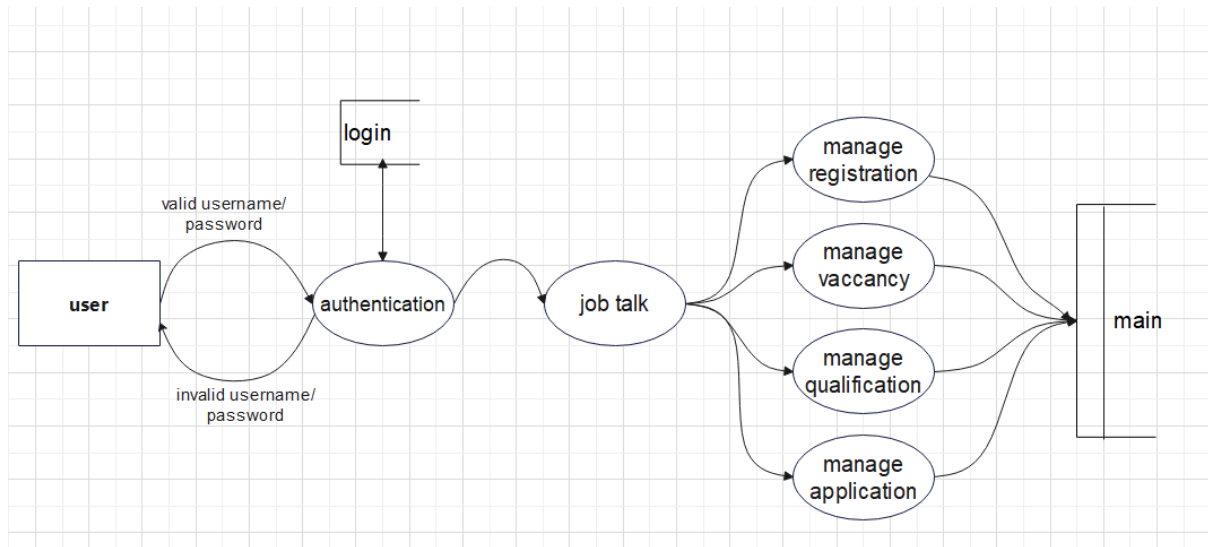 login
valid username/
password
user
authentication
invalid username/
password
job talk
manage
registration
manage
vaccancy
manage
qualification
manage
application
main